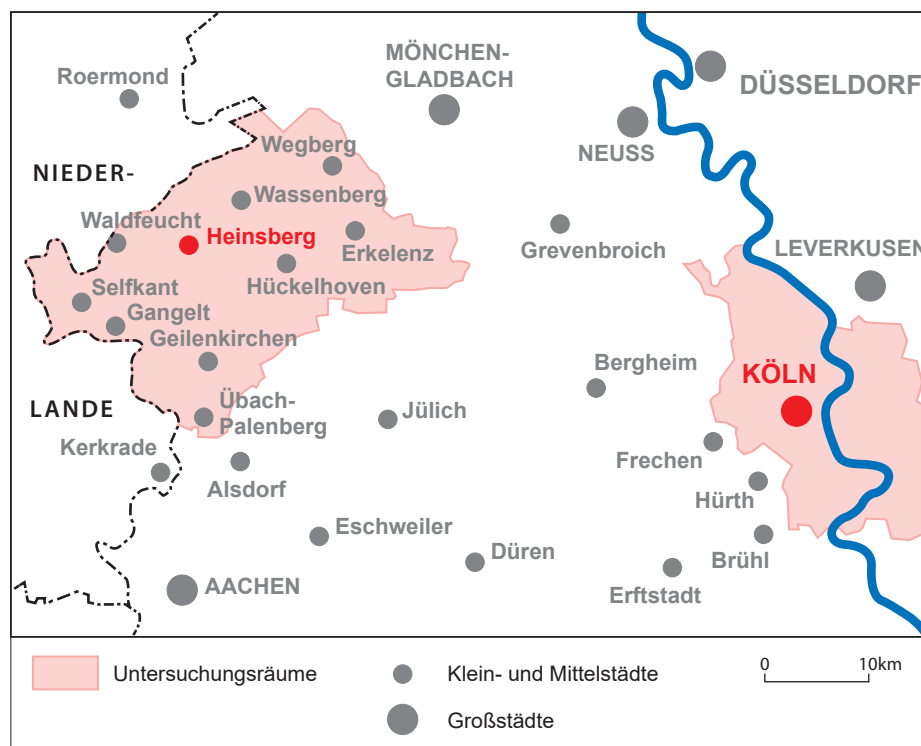 Roermond
MÖNCHEN-
GLADBACH
DÜSSELDORF
NEUSS
Wegberg
NIEDER-
Wassenberg
Waldfeucht
Heinsberg
Erkelenz
Grevenbroich
LEVERKUSEN
Hückelhoven
Selfkant
Gangelt
Geilenkirchen
Bergheim
KÖLN
LANDE
Übach-
Palenberg
Jülich
Kerkrade
Frechen
Alsdorf
Hürth
Eschweiler
Düren
Brühl
AACHEN
Erftstadt
Untersuchungsräume
Klein- und Mittelstädte
0 10km
Großstädte